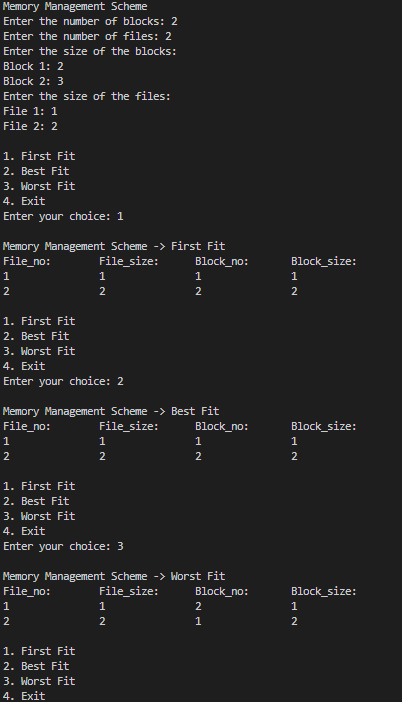 Memory Management Scheme
Enter the number of blocks: 2
Enter the number of files: 2
Enter the size of the blocks:
Block 1: 2
Block 2: 3
Enter the size of the files:
File 1: 1
File 2: 2
1. First Fit
2. Best Fit
3. Worst Fit
4. Exit
Enter your choice: 1
Memory Management Scheme -> First Fit
File_no: File_size: Block_no: Block_size:
1 1 1 1
2 2 2 2
1. First Fit
2. Best Fit
3. Worst Fit
4. Exit
Enter your choice: 2
Memory Management Scheme -> Best Fit
File_no: File_size: Block_no: Block_size:
1 1 1 1
2 2 2 2
1. First Fit
2. Best Fit
3. Worst Fit
4. Exit
Enter your choice: 3
Memory Management Scheme -> Worst Fit
File_no: File_size: Block_no: Block_size:
1 1 2 1
2 2 1 2
1. First Fit
2. Best Fit
3. Worst Fit
4. Exit